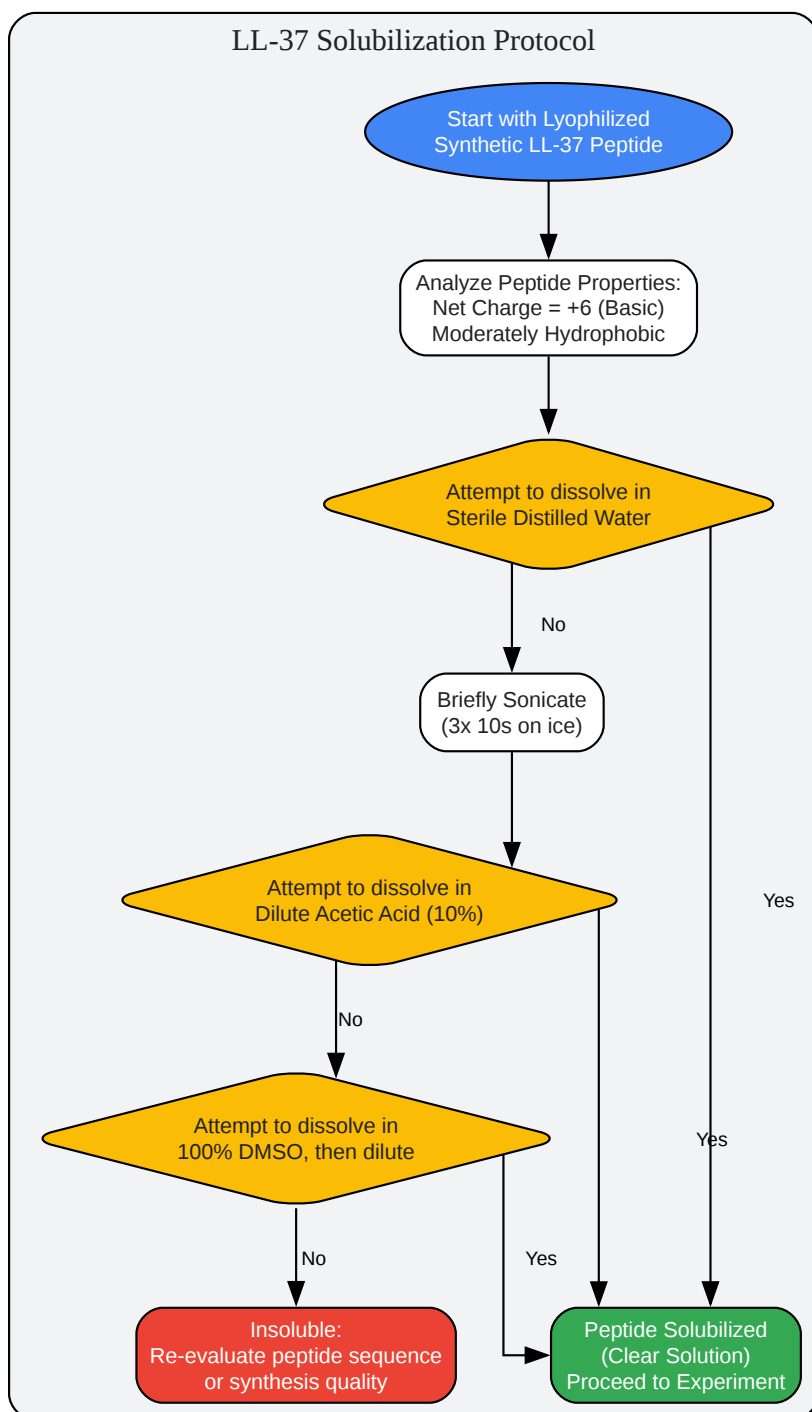 LL-37 Solubilization Protocol
Start with Lyophilized
Synthetic LL-37 Peptide
Analyze Peptide Properties:
Net Charge = +6 (Basic)
Moderately Hydrophobic
Attempt to dissolve in
Sterile Distilled Water
No
Briefly Sonicate
(3x 10s on ice)
Attempt to dissolve in
Dilute Acetic Acid (10%)
Yes
No
Attempt to dissolve in
100% DMSO, then dilute
Yes
No
Yes
Insoluble:
Re-evaluate peptide sequence
or synthesis quality
Peptide Solubilized
(Clear Solution)
Proceed to Experiment